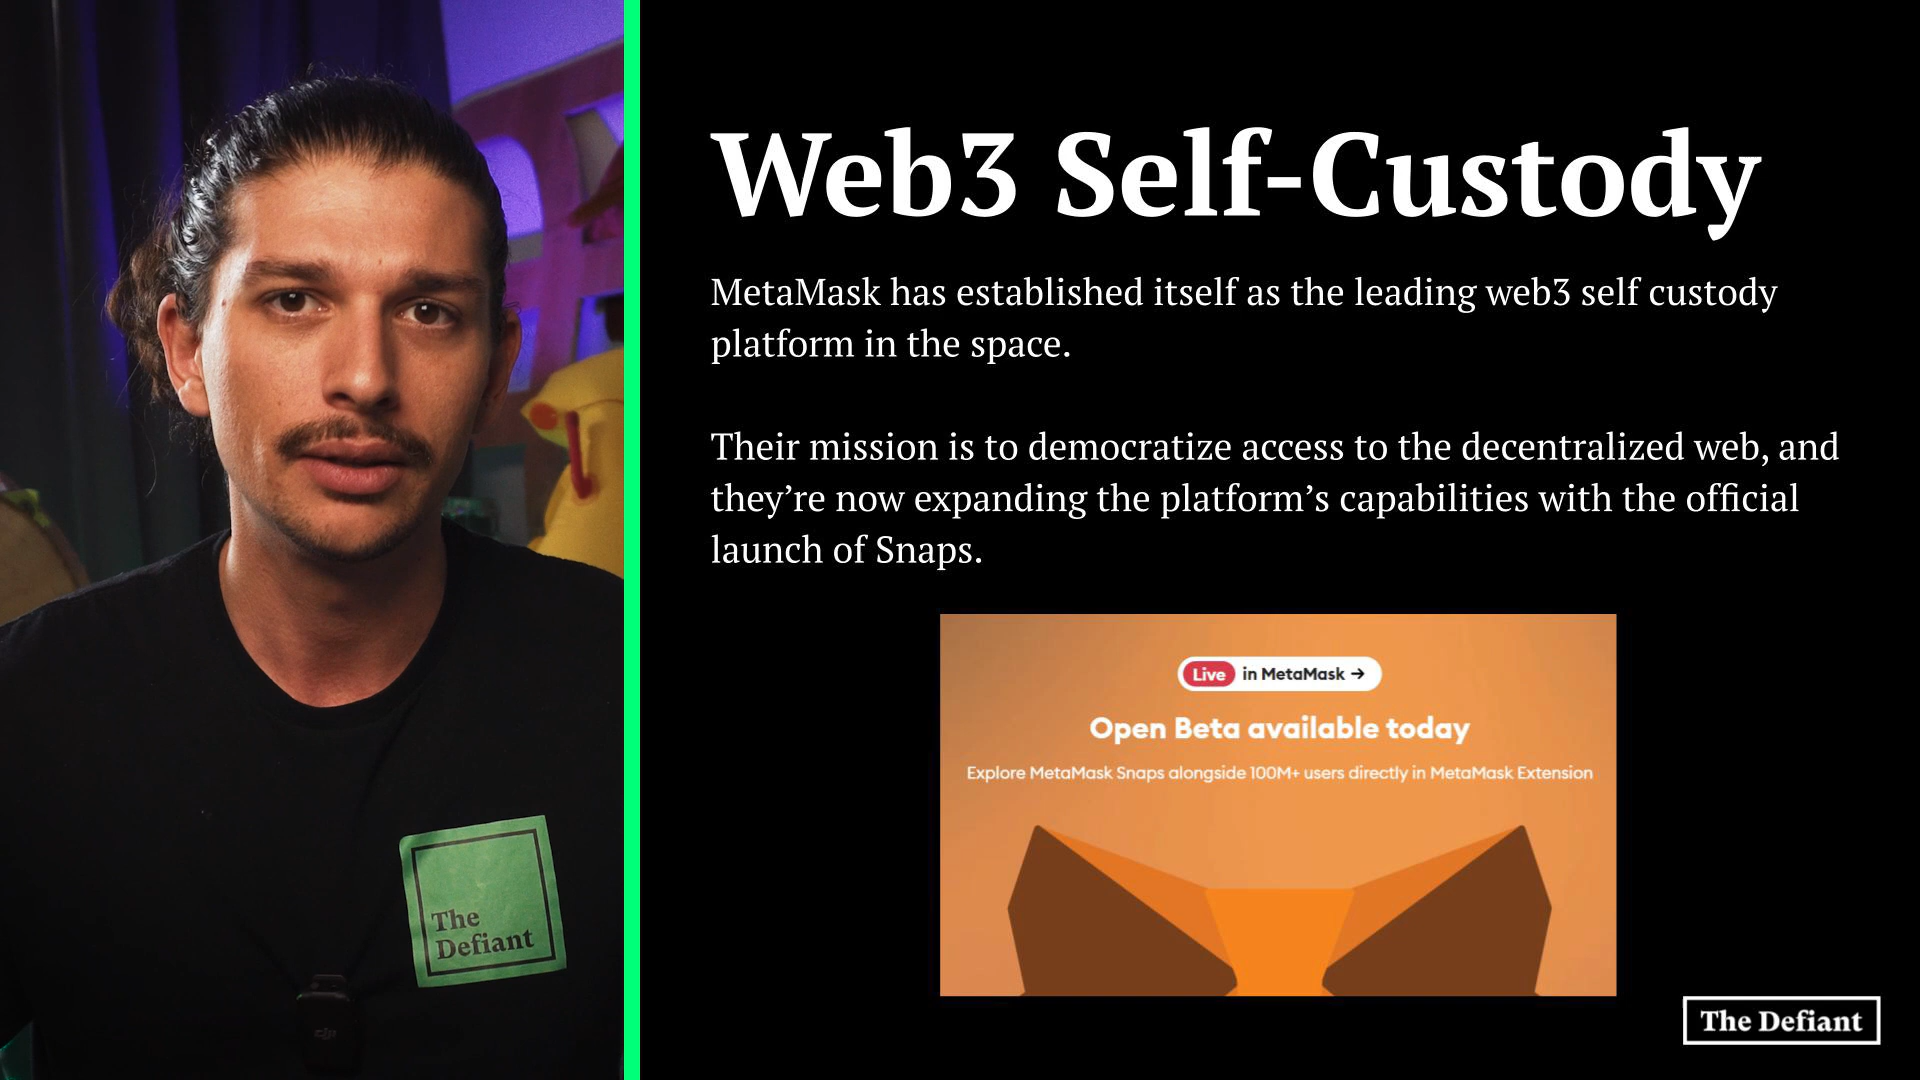 Web3 Self-Custody
MetaMask has established itself as the leading web3 self custody
platform in the space.
Their mission is to democratize access to the decentralized web, and
they’re now expanding the platform’s capabilities with the official
launch of Snaps.
Live in MetaMask →
Open Beta available today
Explore MetaMask Snaps alongside 100M+ users directly in MetaMask Extension
The
Defiant
dji
The Defiant